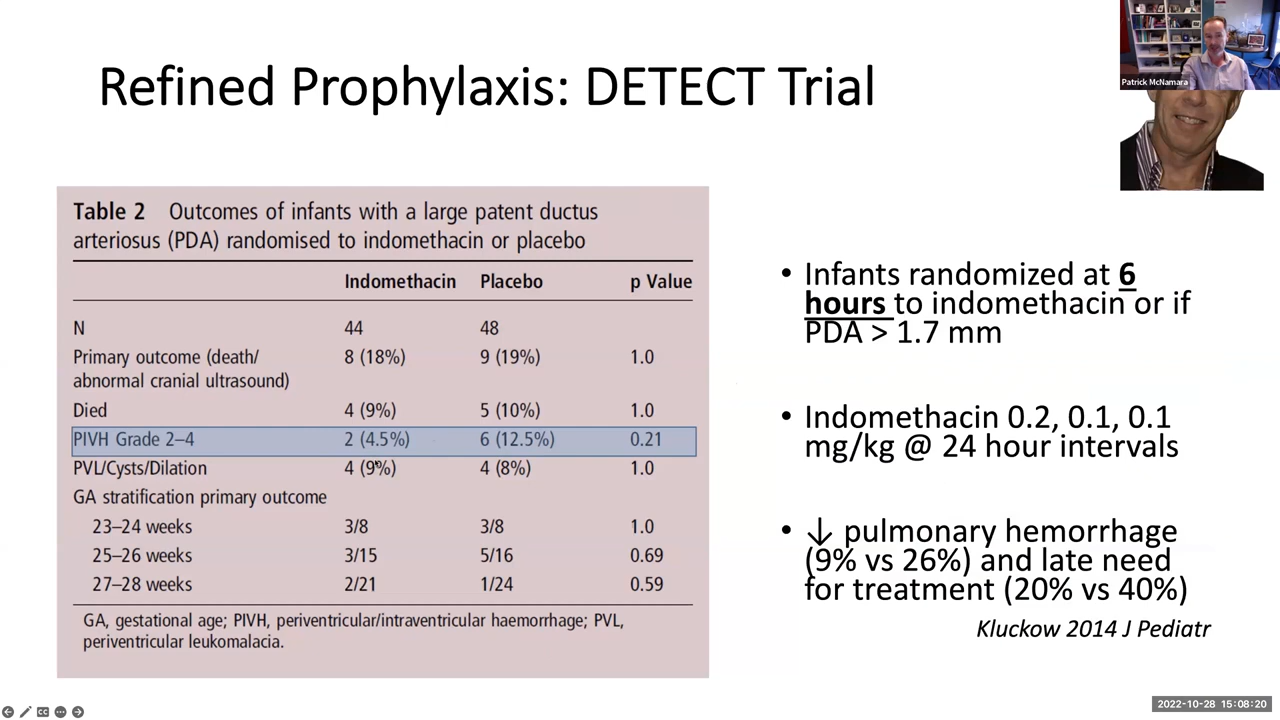 Refined Prophylaxis: DETECT Trial
Patrick McNamara
Table 2 Outcomes of infants with a large patent ductus
arteriosus (PDA) randomised to indomethacin or placebo
Indomethacin Placebo p Value
N 44 48
Primary outcome (death/
abnormal cranial ultrasound) 8 (18%) 9 (19%) 1.0
Died 4 (9%) 5 (10%) 1.0
PIVH Grade 2–4 2 (4.5%) 6 (12.5%) 0.21
PVL/Cysts/Dilation 4 (9%) 4 (8%) 1.0
GA stratification primary outcome
23–24 weeks 3/8 3/8 1.0
25–26 weeks 3/15 5/16 0.69
27–28 weeks 2/21 1/24 0.59
GA, gestational age; PIVH, periventricular/intraventricular haemorrhage; PVL,
periventricular leukomalacia.
• Infants randomized at 6
hours to indomethacin or if
PDA > 1.7 mm
• Indomethacin 0.2, 0.1, 0.1
mg/kg @ 24 hour intervals
• ↓ pulmonary hemorrhage
(9% vs 26%) and late need
for treatment (20% vs 40%)
Kluckow 2014 J Pediatr
CC
2022-10-28 15:08:20